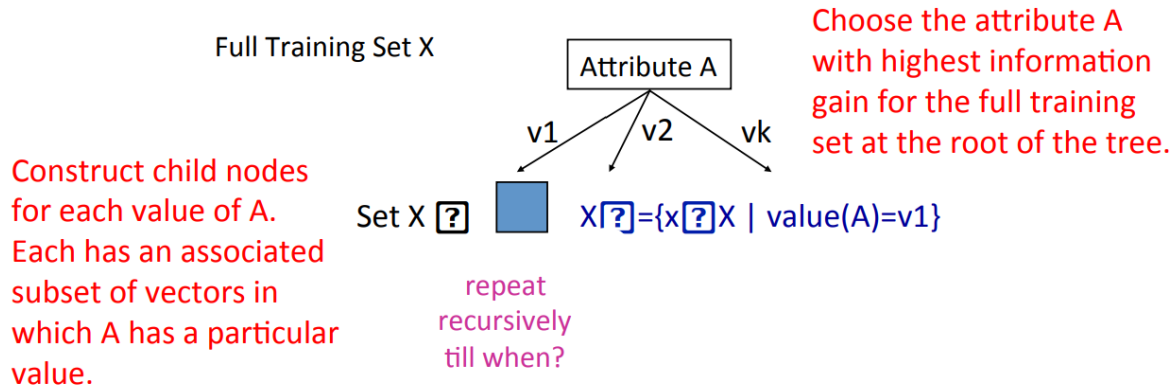 Full Training Set X
Attribute A
Choose the attribute A
with highest information
gain for the full training
set at the root of the tree.
v1
v2
vk
Construct child nodes
for each value of A.
Each has an associated
subset of vectors in
which A has a particular
value.
Set X ⍰
X⍰={x⍰X | value(A)=v1}
repeat
recursively
till when?